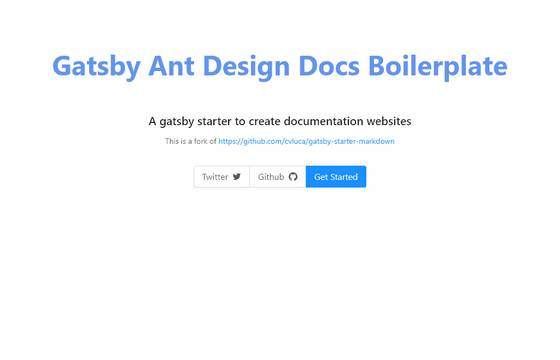 Gatsby Ant Design Docs Boilerplate
A gatsby starter to create documentation websites
This is a fork of https://github.com/cvluca/gatsby-starter-markdown
Twitter Github Get Started